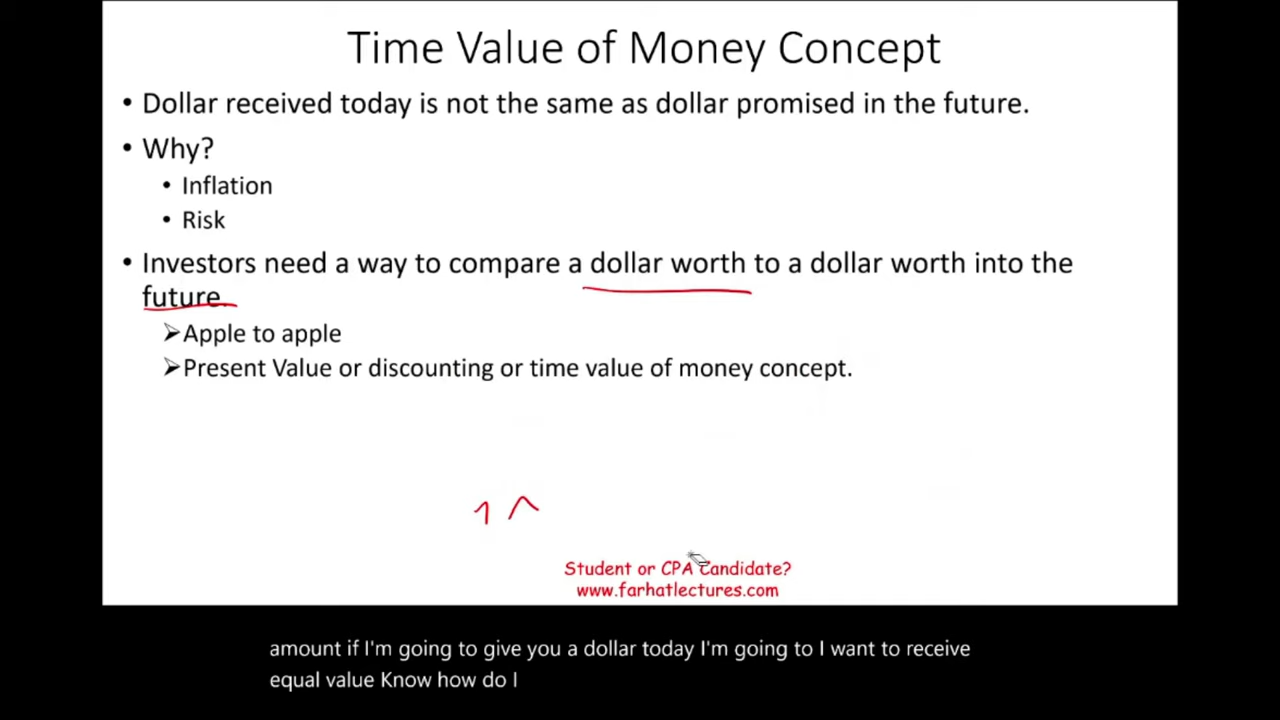 Time Value of Money Concept
• Dollar received today is not the same as dollar promised in the future.
• Why?
• Inflation
• Risk
• Investors need a way to compare a dollar worth to a dollar worth into the
future.
➢Apple to apple
➢Present Value or discounting or time value of money concept.
Student or CPA Candidate?
www.farhatlectures.com
amount if I'm going to give you a dollar today I'm going to I want to receive
equal value Know how do I